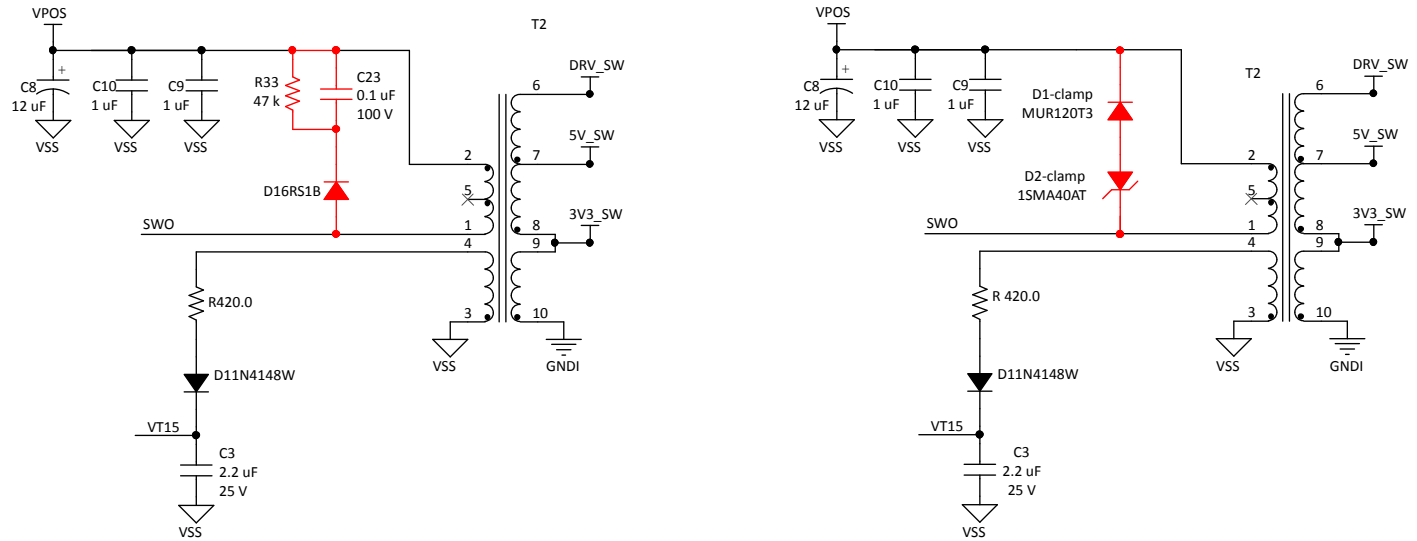 VPOS
T2
C8
12 uF
+
C10
1 uF
C9
1 uF
R33
47 k
C23
0.1 uF
100 V
VSS
VSS
VSS
DRV_SW
6
5V_SW
7
2
5
D16RS1B
3V3_SW
SWO
1
8
4
9
R420.0
3
10
VSS
GNDI
D11N4148W
VT15
C3
2.2 uF
25 V
VSS
VPOS
T2
C8
12 uF
+
C10
1 uF
C9
1 uF
D1-clamp
MUR120T3
VSS
VSS
VSS
DRV_SW
6
5V_SW
7
2
5
D2-clamp
1SMA40AT
3V3_SW
SWO
1
8
4
9
R 420.0
3
10
VSS
GNDI
D11N4148W
VT15
C3
2.2 uF
25 V
VSS